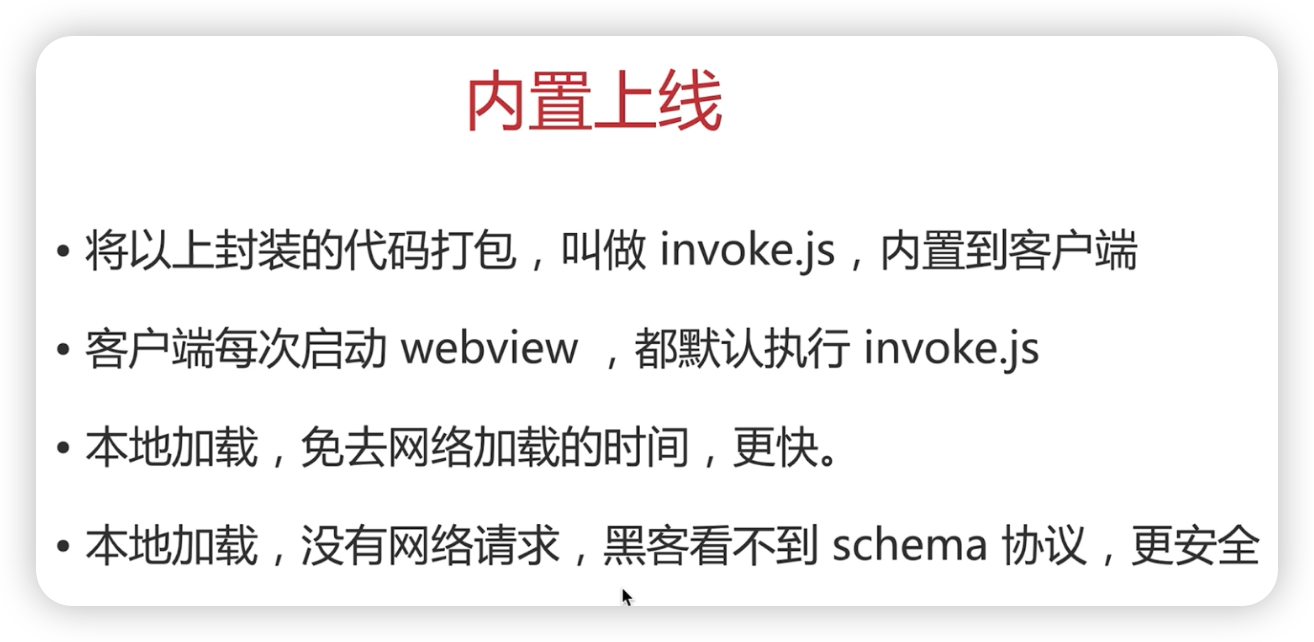 内置上线
• 将以上封装的代码打包，叫做 invoke.js，内置到客户端
• 客户端每次启动 webview ，都默认执行 invoke.js
• 本地加载，免去网络加载的时间，更快。
• 本地加载，没有网络请求，黑客看不到 schema 协议，更安全